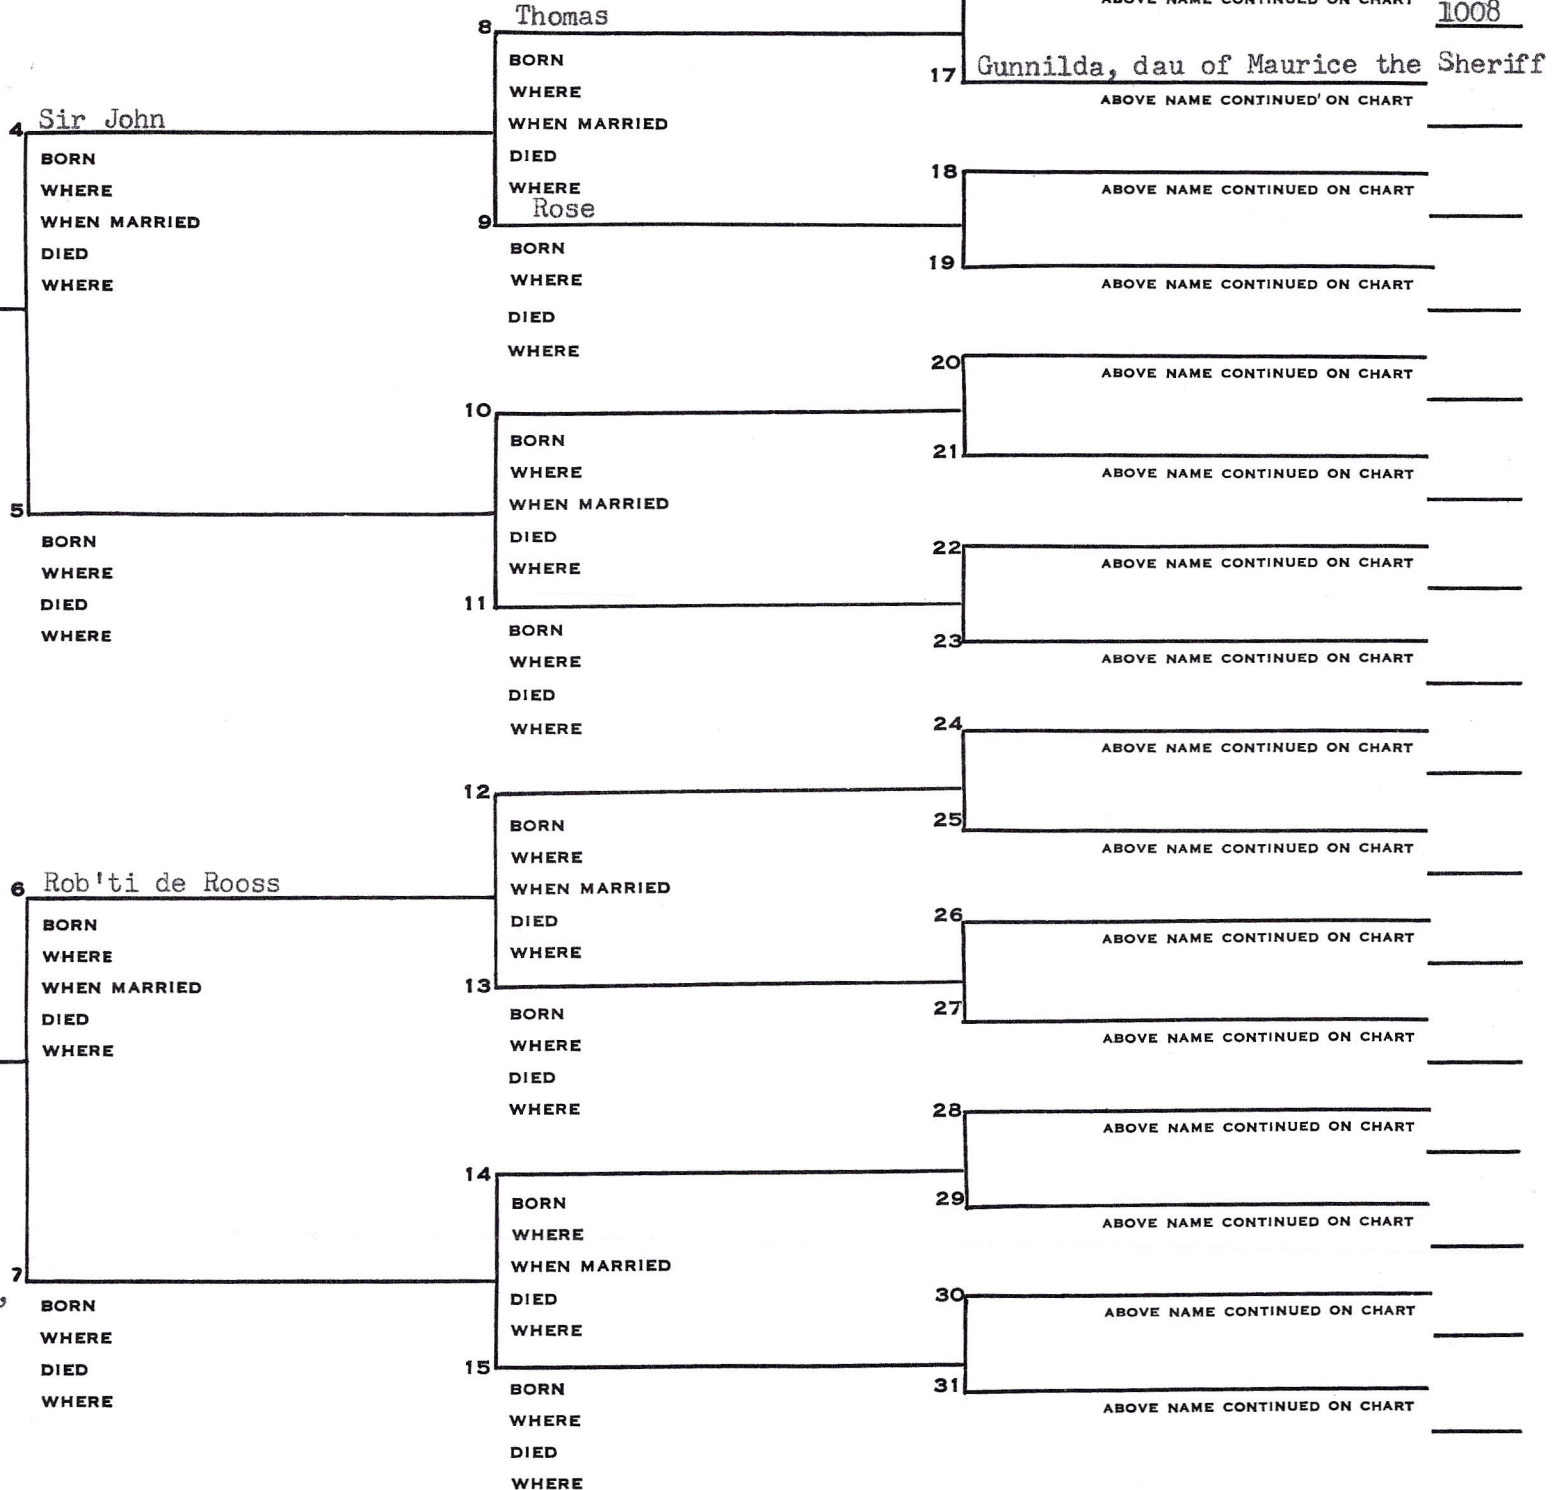 ABOVE NAME CONTINUED ON CHART 1008
8 Thomas
BORN
WHERE
WHEN MARRIED
DIED
WHERE
17 Gunnilda, dau of Maurice the Sheriff
ABOVE NAME CONTINUED ON CHART
4 Sir John
BORN
WHERE
WHEN MARRIED
DIED
WHERE
9 Rose
BORN
WHERE
DIED
WHERE
18
ABOVE NAME CONTINUED ON CHART
19
ABOVE NAME CONTINUED ON CHART
20
ABOVE NAME CONTINUED ON CHART
10
BORN
WHERE
WHEN MARRIED
DIED
WHERE
21
ABOVE NAME CONTINUED ON CHART
5
BORN
WHERE
DIED
WHERE
22
ABOVE NAME CONTINUED ON CHART
11
BORN
WHERE
DIED
WHERE
23
ABOVE NAME CONTINUED ON CHART
24
ABOVE NAME CONTINUED ON CHART
12
BORN
WHERE
WHEN MARRIED
DIED
WHERE
25
ABOVE NAME CONTINUED ON CHART
6 Rob'ti de Rooss
BORN
WHERE
WHEN MARRIED
DIED
WHERE
26
ABOVE NAME CONTINUED ON CHART
13
BORN
WHERE
DIED
WHERE
27
ABOVE NAME CONTINUED ON CHART
28
ABOVE NAME CONTINUED ON CHART
14
BORN
WHERE
WHEN MARRIED
DIED
WHERE
29
ABOVE NAME CONTINUED ON CHART
7
BORN
WHERE
DIED
WHERE
30
ABOVE NAME CONTINUED ON CHART
15
BORN
WHERE
DIED
WHERE
31
ABOVE NAME CONTINUED ON CHART